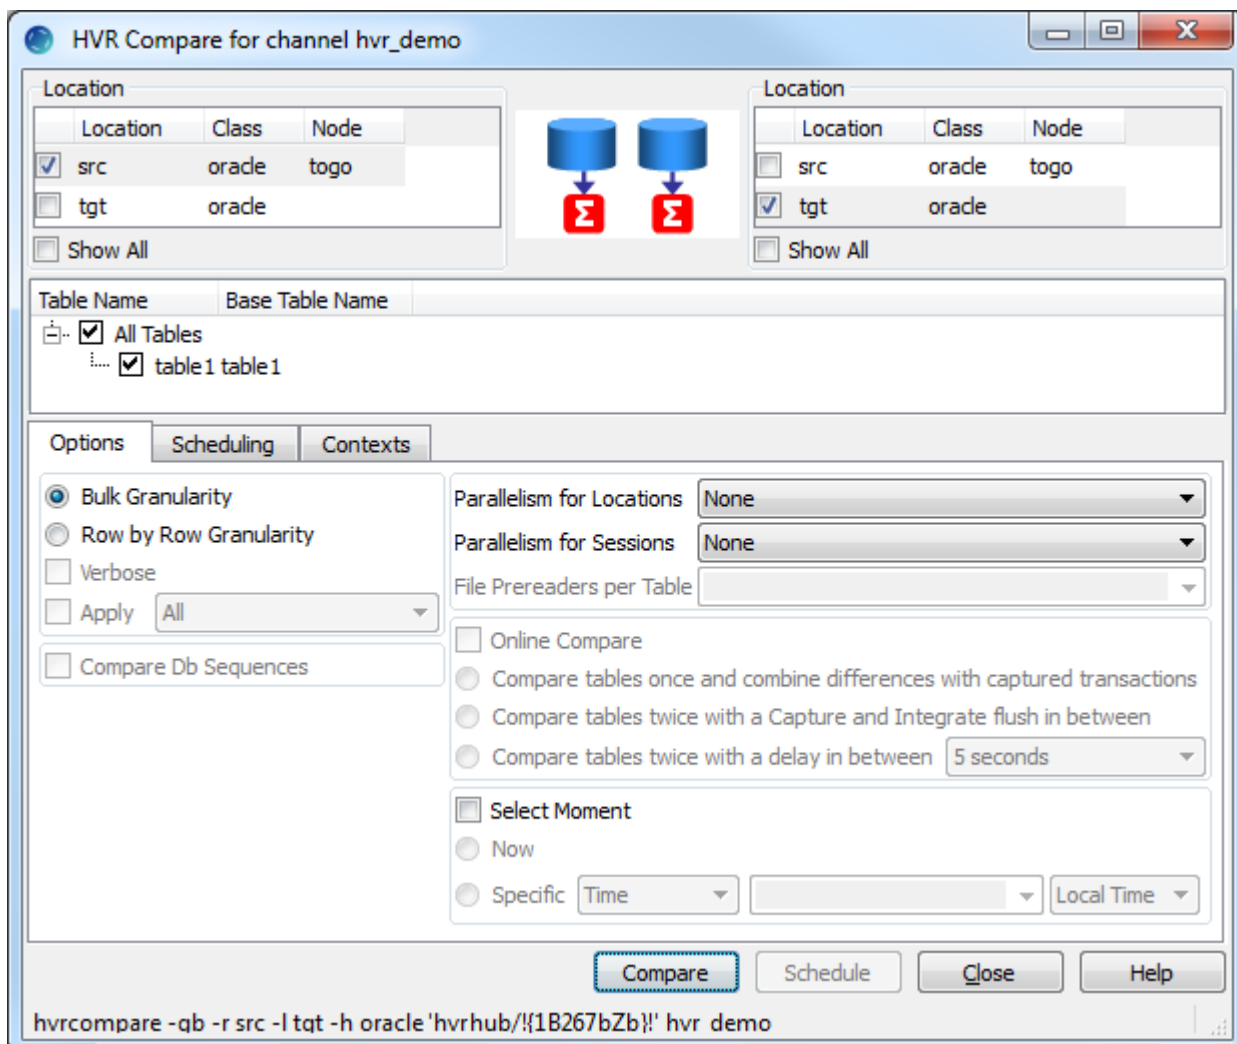 HVR Compare for channel hvr_demo
Location
Location Class Node
src oracle togo
tgt oracle
Show All
Σ Σ
Location
Location Class Node
src oracle togo
tgt oracle
Show All
Table Name Base Table Name
All Tables
table1 table1
Options Scheduling Contexts
Bulk Granularity
Row by Row Granularity
Verbose
Apply All
Compare Db Sequences
Parallelism for Locations None
Parallelism for Sessions None
File Prereaders per Table
Online Compare
Compare tables once and combine differences with captured transactions
Compare tables twice with a Capture and Integrate flush in between
Compare tables twice with a delay in between 5 seconds
Select Moment
Now
Specific Time Local Time
Compare Schedule Close Help
hvrcompare -gb -r src -l tgt -h oracle 'hvrhub/!{1B267bZb}!' hvr_demo